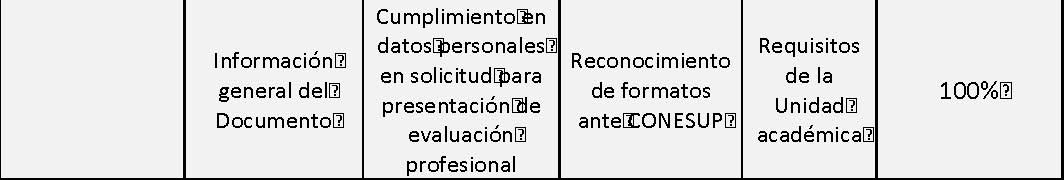 Información
general del
Documento
Cumplimiento en
datos personales
en solicitud para
presentación de
evaluación
profesional
Reconocimiento
de formatos
ante CONESUP
Requisitos
de la
Unidad
académica
100%